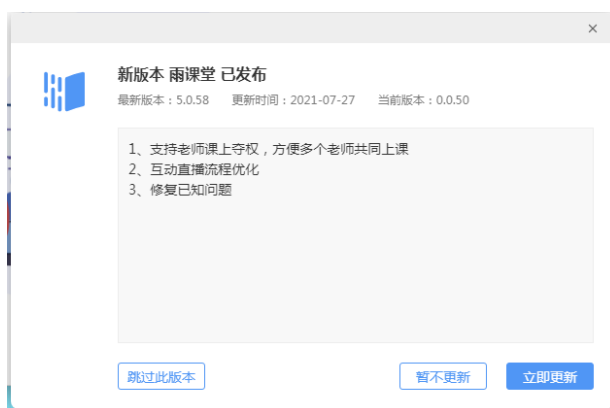 新版本 雨课堂 已发布
最新版本：5.0.58 更新时间：2021-07-27 当前版本：0.0.50
1、支持老师课上夺权，方便多个老师共同上课
2、互动直播流程优化
3、修复已知问题
跳过此版本 暂不更新 立即更新